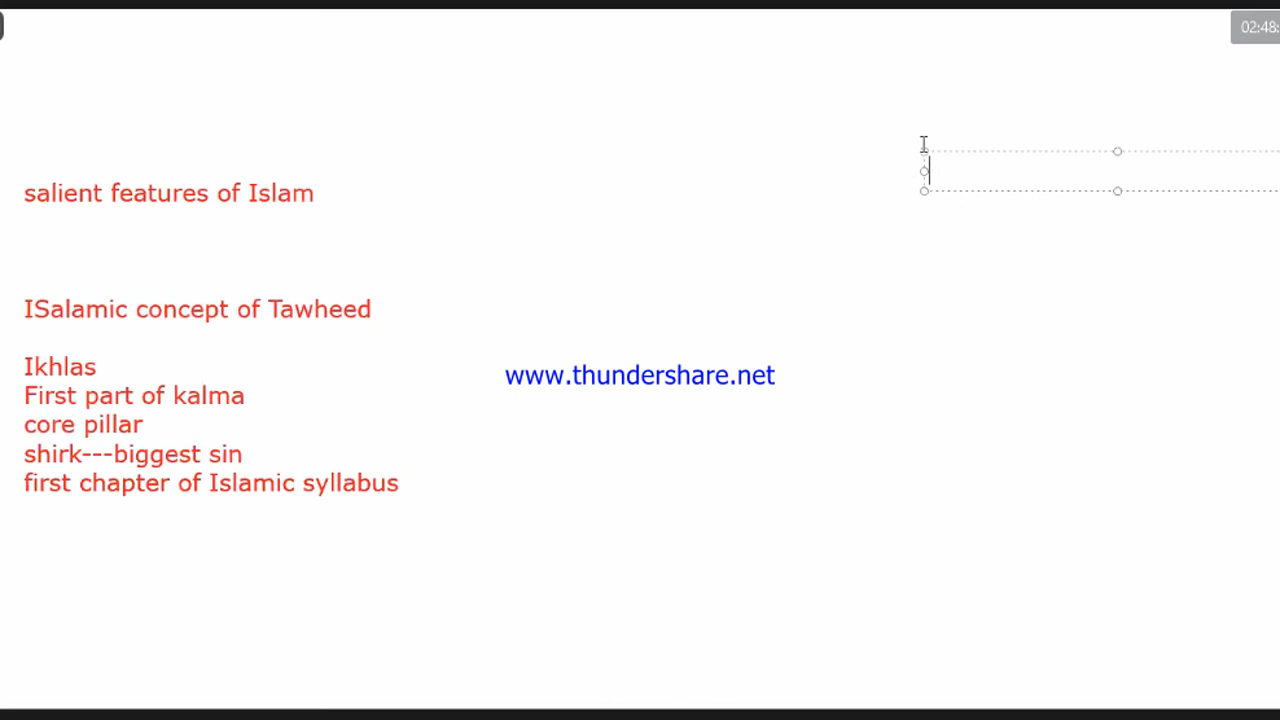 02:48:
salient features of Islam
ISalamic concept of Tawheed
Ikhlas
www.thundershare.net
First part of kalma
core pillar
shirk---biggest sin
first chapter of Islamic syllabus